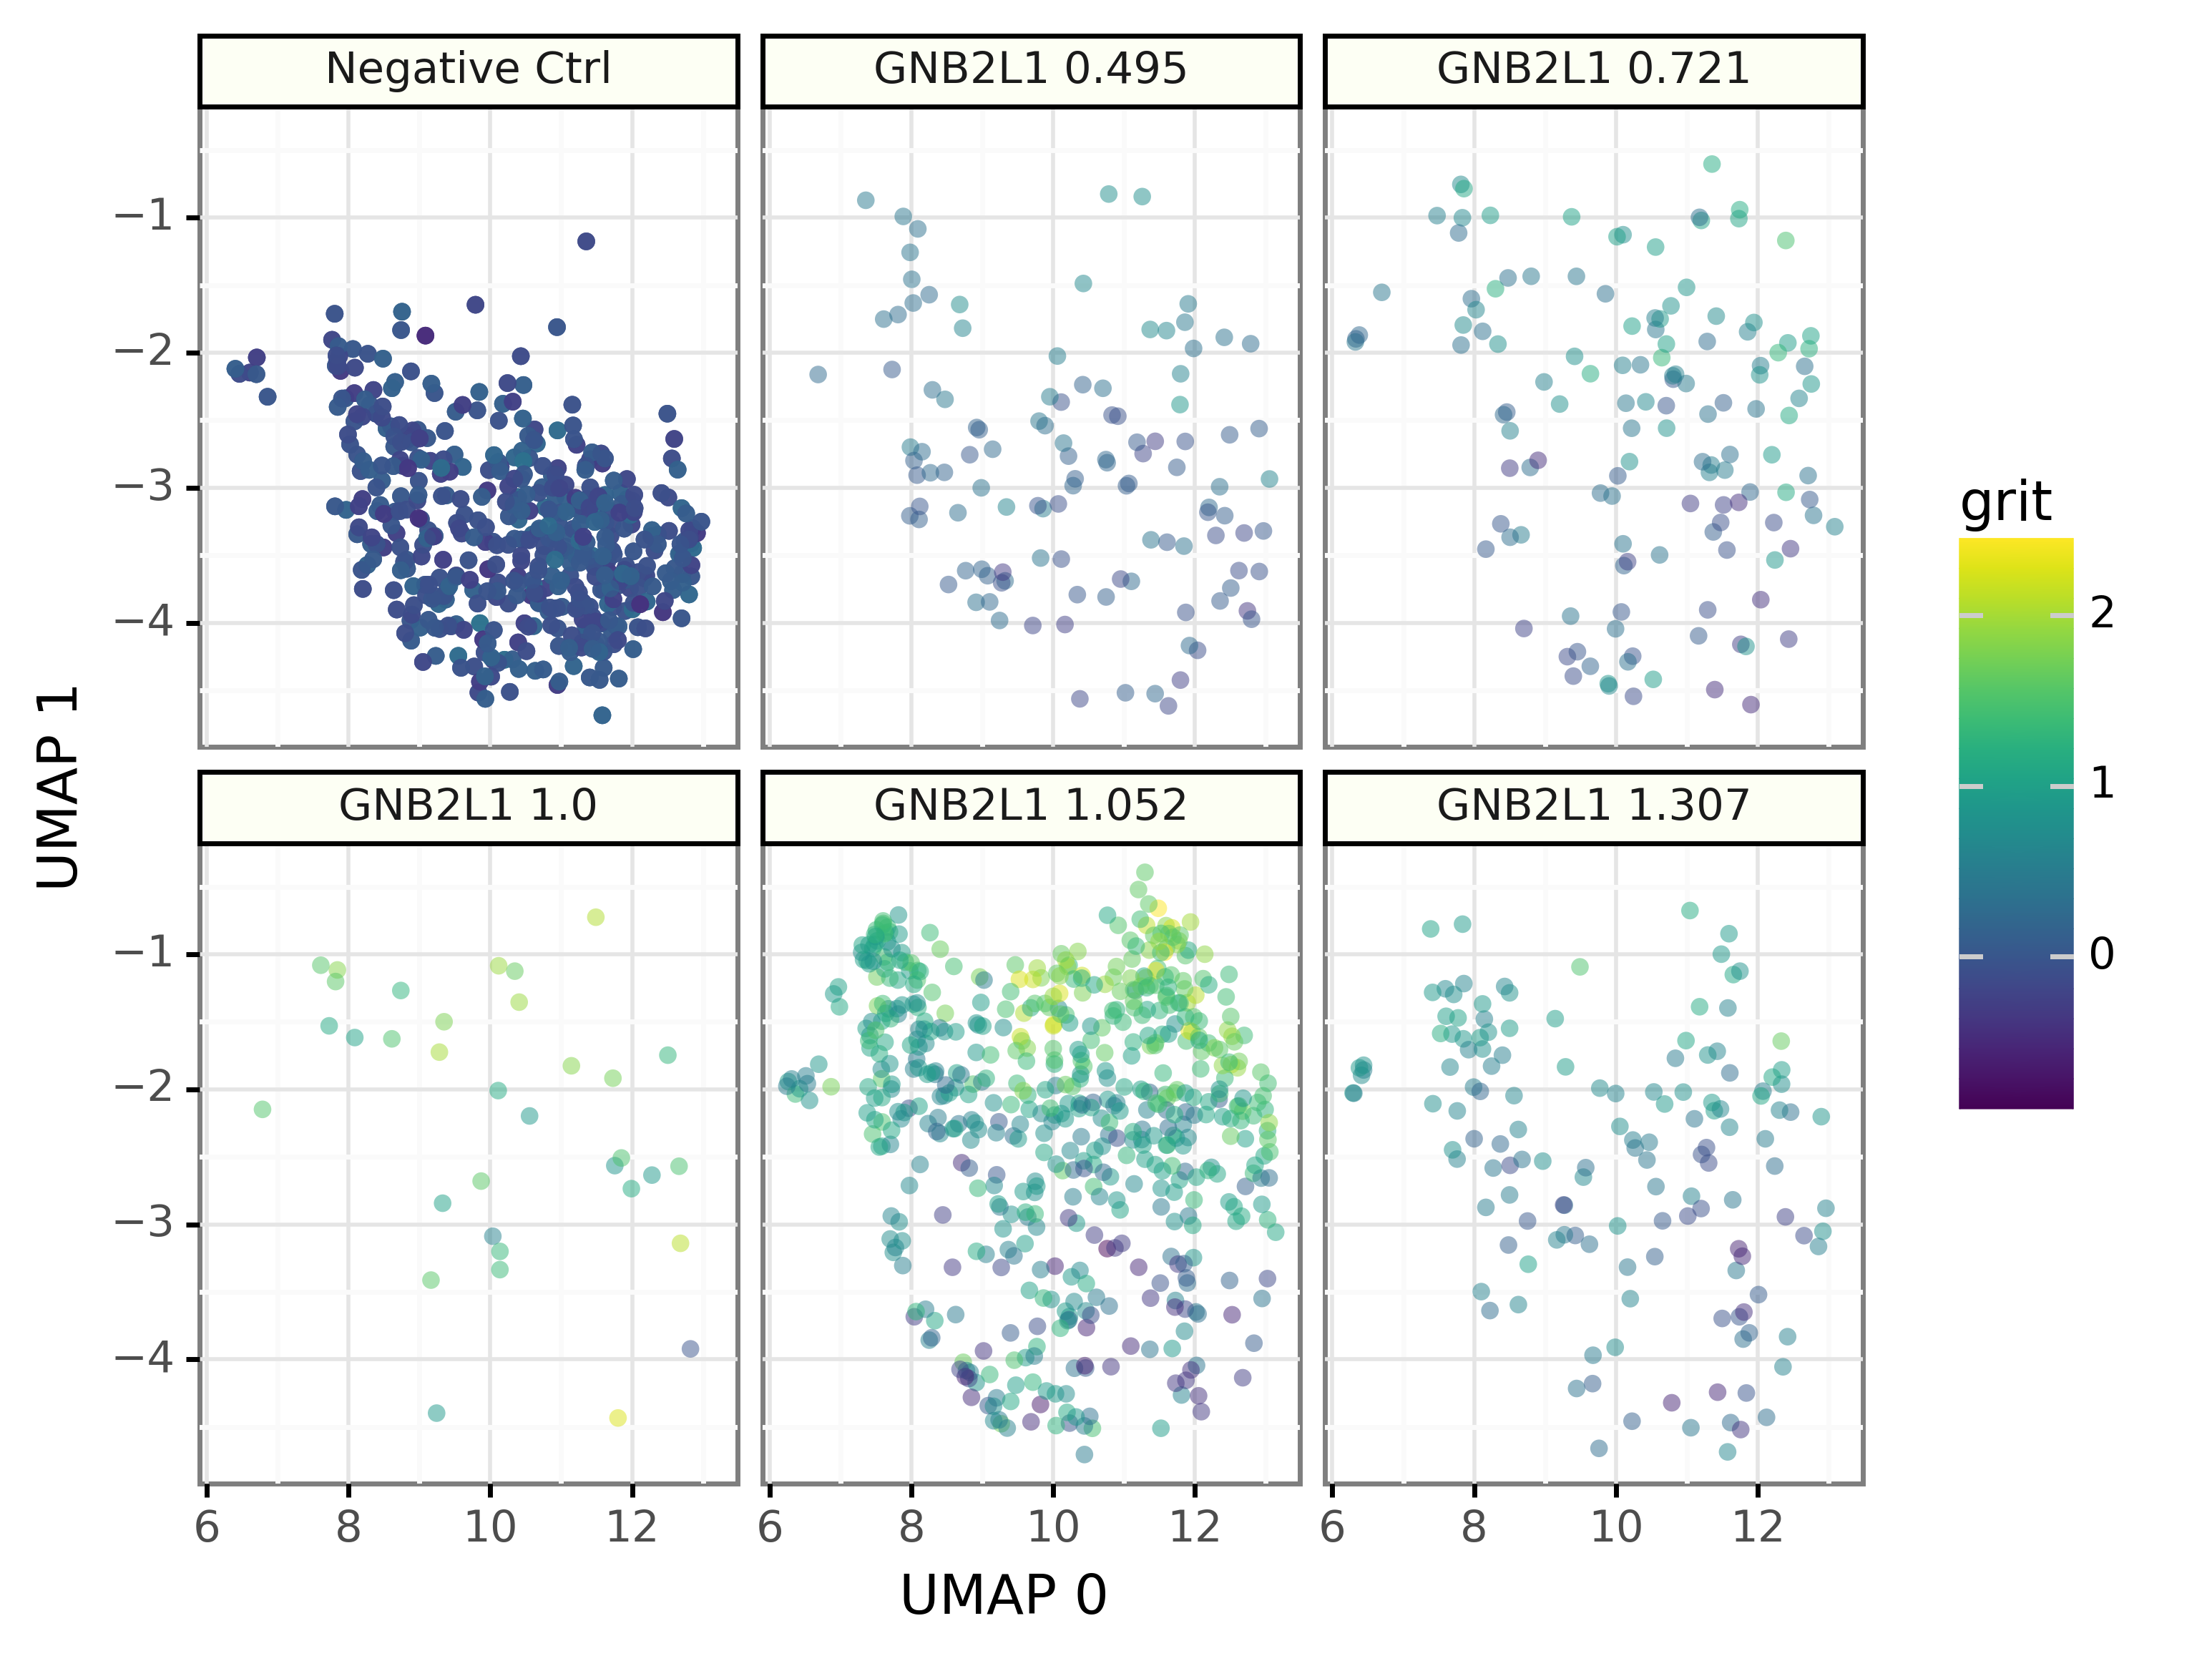 Negative Ctrl
GNB2L1 0.495
GNB2L1 0.721
−1
−2
−3
−4
GNB2L1 1.0
GNB2L1 1.052
GNB2L1 1.307
−1
−2
−3
−4
6 8 10 12
6 8 10 12
6 8 10 12
UMAP 0
UMAP 1
grit
2
1
0